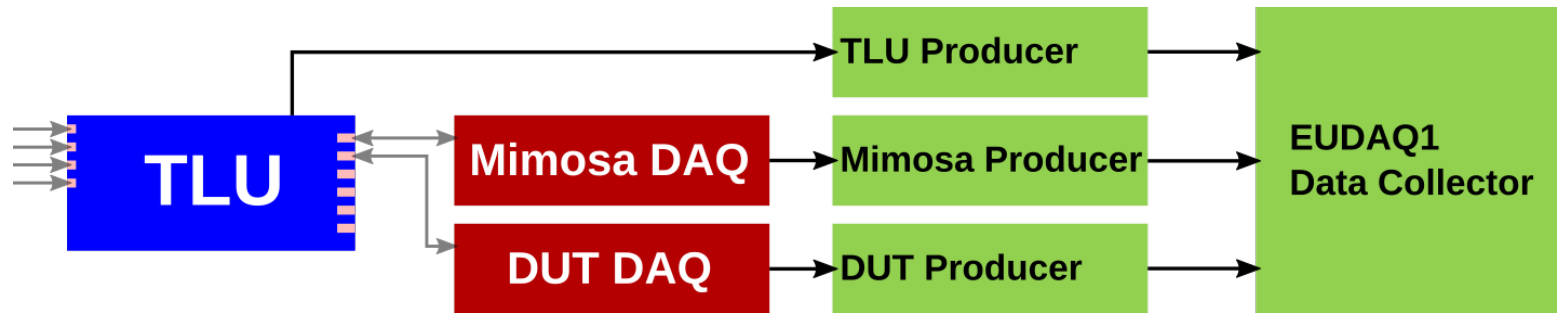 TLU Producer
TLU
Mimosa DAQ
Mimosa Producer
EUDAQ1
Data Collector
DUT DAQ
DUT Producer